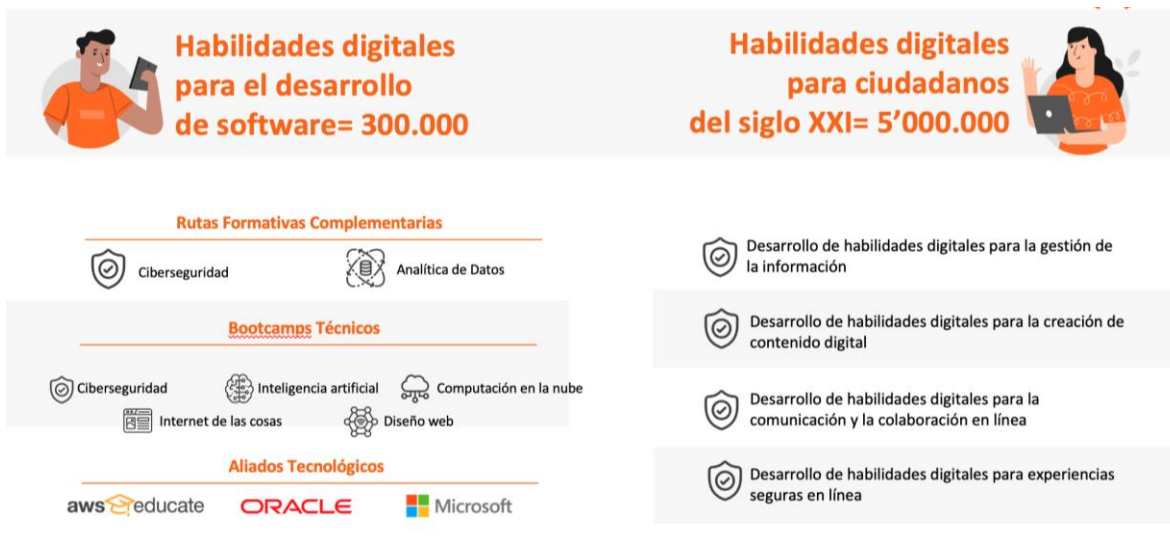 Habilidades digitales
para el desarrollo
de software= 300.000
Habilidades digitales
para ciudadanos
del siglo XXI= 5’000.000
Rutas Formativas Complementarias
Ciberseguridad
Analítica de Datos
Bootcamps Técnicos
Ciberseguridad
Inteligencia artificial
Computación en la nube
Internet de las cosas
Diseño web
Aliados Tecnológicos
aws educate
ORACLE
Microsoft
Desarrollo de habilidades digitales para la gestión de
la información
Desarrollo de habilidades digitales para la creación de
contenido digital
Desarrollo de habilidades digitales para la
comunicación y la colaboración en línea
Desarrollo de habilidades digitales para experiencias
seguras en línea